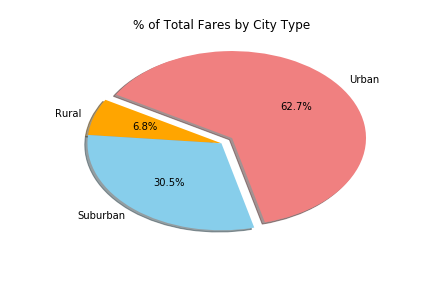 % of Total Fares by City Type
Urban
62.7%
Rural
6.8%
30.5%
Suburban